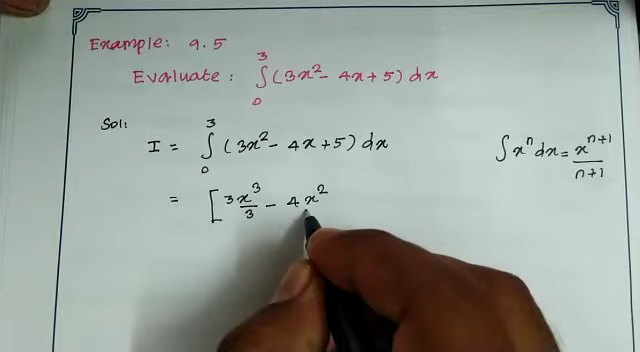 Example: 9.5
Evaluate: ∫₀³ (3x² - 4x + 5) dx
Sol:
I = ∫₀³ (3x² - 4x + 5) dx
∫ xⁿ dx = xⁿ⁺¹/n+1
= [ 3x³/3 - 4x²